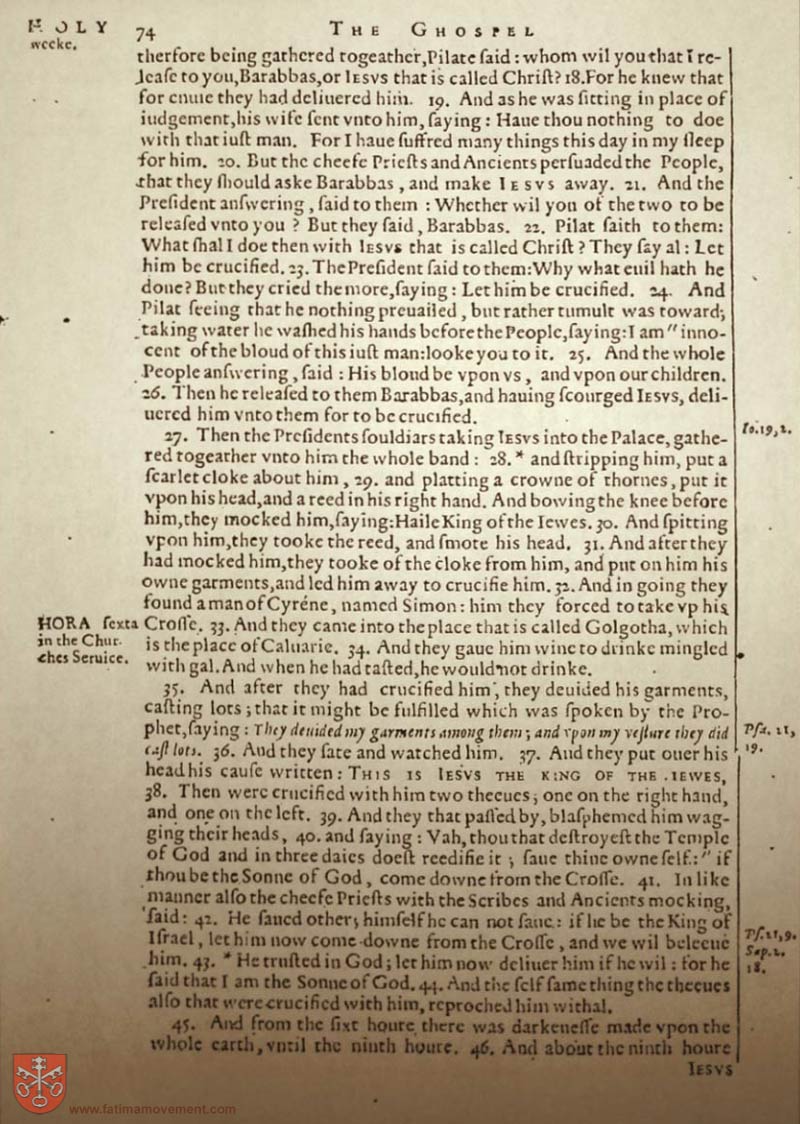 HOLY
weeke.
74 THE GHOSPEL
therfore being gathered togeather,Pilate ſaid : whom wil you that I re-
leaſe to you,Barabbas,or IESVS that is called Chriſt? 18.For he knew that
for enuie they had deliuered him. 19. And as he was ſitting in place of
iudgement,his wife ſent vnto him, ſaying : Haue thou nothing to doe
with that iuſt man. For I haue ſuffred many things this day in my ſleep
for him. 20. But the cheefe Prieſts and Ancients perſuaded the People,
that they ſhould aske Barabbas , and make IESVS away. 21. And the
Preſident anſwering , ſaid to them : Whether wil you of the two to be
releaſed vnto you ? But they ſaid , Barabbas. 22. Pilat ſaith to them:
What ſhal I doe then with IESVS that is called Chriſt ? They ſay al : Let
him be crucified. 23. The Preſident ſaid to them:Why what euil hath he
done? But they cried the more,ſaying : Let him be crucified. 24. And
Pilat ſeeing that he nothing preuailed , but rather tumult was toward;
taking water he waſhed his hands before the People,ſaying:I am " inno-
cent of the bloud of this iuſt man:looke you to it. 25. And the whole
People anſwering , ſaid : His bloud be vpon vs , and vpon our children.
26. Then he releaſed to them Barabbas,and hauing ſcourged IESVS, deli-
uered him vnto them for to be crucified.
27. Then the Preſidents ſouldiars taking IESVS into the Palace, gathe-
red togeather vnto him the whole band : 28. * and ſtripping him, put a
ſcarlet cloke about him , 29. and platting a crowne of thornes , put it
vpon his head,and a reed in his right hand. And bowing the knee before
him,they mocked him,ſaying:Haile King of the Iewes. 30. And ſpitting
vpon him,they tooke the reed, and ſmote his head. 31. And after they
had mocked him,they tooke of the cloke from him, and put on him his
owne garments,and led him away to crucifie him. 32. And in going they
found a man of Cyréne, named Simon : him they forced to take vp his
Croſſe. 33. And they came into the place that is called Golgotha, which
is the place of Caluarie. 34. And they gaue him wine to drinke mingled
with gal. And when he had taſted,he would not drinke.
35. And after they had crucified him , they deuided his garments,
caſting lots ; that it might be fulfilled which was ſpoken by the Pro-
phet,ſaying : They deuided my garments among them ; and vpon my veſture they did
caſt lots. 36. And they ſate and watched him. 37. And they put ouer his
head his cauſe written : THIS IS IESVS THE KING OF THE IEWES,
38. Then were crucified with him two theeues ; one on the right hand,
and one on the left. 39. And they that paſſed by, blaſphemed him wag-
ging their heads, 40. and ſaying : Vah, thou that deſtroyeſt the Temple
of God and in three daies doeſt reedifie it ; ſaue thine owne ſelf : " if
thou be the Sonne of God , come downe from the Croſſe. 41. In like
manner alſo the cheefe Prieſts with the Scribes and Ancients mocking,
ſaid: 42. He ſaued other; himſelf he can not ſaue : if he be the King of
Iſrael , let him now come downe from the Croſſe , and we wil beleeue
him. 43. * He truſted in God ; let him now deliuer him if he wil : for he
ſaid that I am the Sonne of God. 44. And the ſelf ſame thing the theeues
alſo that were crucified with him, reproched him withal.
45. And from the ſixt houre there was darkeneſſe made vpon the
whole earth, vntil the ninth houre. 46. And about the ninth houre
IESVS
HORA ſexta
in the Chur-
ches Seruice.
Io.19,2.
Pſa. 21,
19.
Pſ.21,9.
Sap.2.
18.
www.fatimamovement.com